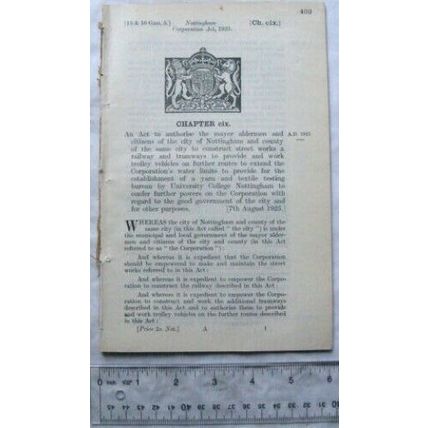 409
[15 & 16 Geo. 5.] Nottingham [Ch. cix.]
Corporation Act, 1925.
CHAPTER cix.
An Act to authorise the mayor aldermen and A.D. 1925
citizens of the city of Nottingham and county
of the same city to construct street works a
railway and tramways to provide and work
trolley vehicles on further routes to extend the
Corporation's water limits to provide for the
establishment of a yarn and textile testing
bureau by University College Nottingham to
confer further powers on the Corporation with
regard to the good government of the city and
for other purposes. [7th August 1925.]
WHEREAS the city of Nottingham and county of the
same city (in this Act called "the city") is under
the municipal and local government of the mayor alder-
men and citizens of the city and county (in this Act
referred to as "the Corporation"):
And whereas it is expedient that the Corporation
should be empowered to make and maintain the street
works referred to in this Act:
And whereas it is expedient to empower the Corpo-
ration to construct the railway described in this Act:
And whereas it is expedient to empower the Corpo-
ration to construct and work the additional tramways
described in this Act and to authorise them to provide
and work trolley vehicles on the further routes described
in this Act:
[Price 2s. Net.] A 1
0 1 2 3 4 5 6